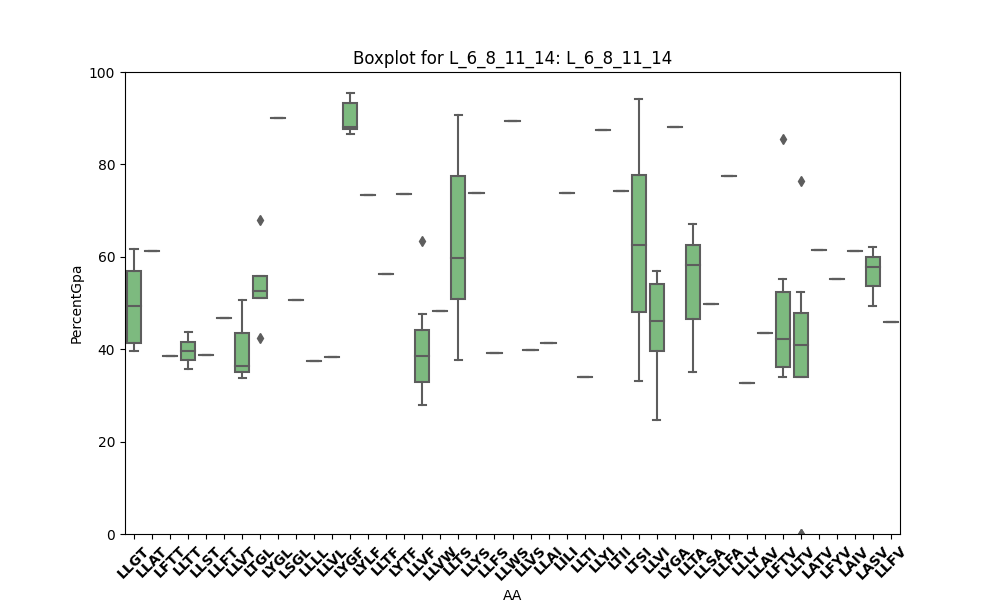 Boxplot for L_6_8_11_14: L_6_8_11_14
100
80
60
40
20
0
PercentGpa
LLGT
LLAT
LFTT
LLTT
LLST
LLFT
LLVT
LTGL
LYGL
LSGL
LLLL
LLVL
LYGF
LYLF
LLTF
LYTF
LLVF
LLVW
LLTS
LLYS
LLFS
LLWS
LLVS
LLAI
LILI
LLTI
LLYI
LTII
LTSI
LLVI
LYGA
LLTA
LLSA
LLFA
LLLY
LLAV
LFTV
LLTV
LATV
LFYV
LAIV
LASV
LLFV
AA